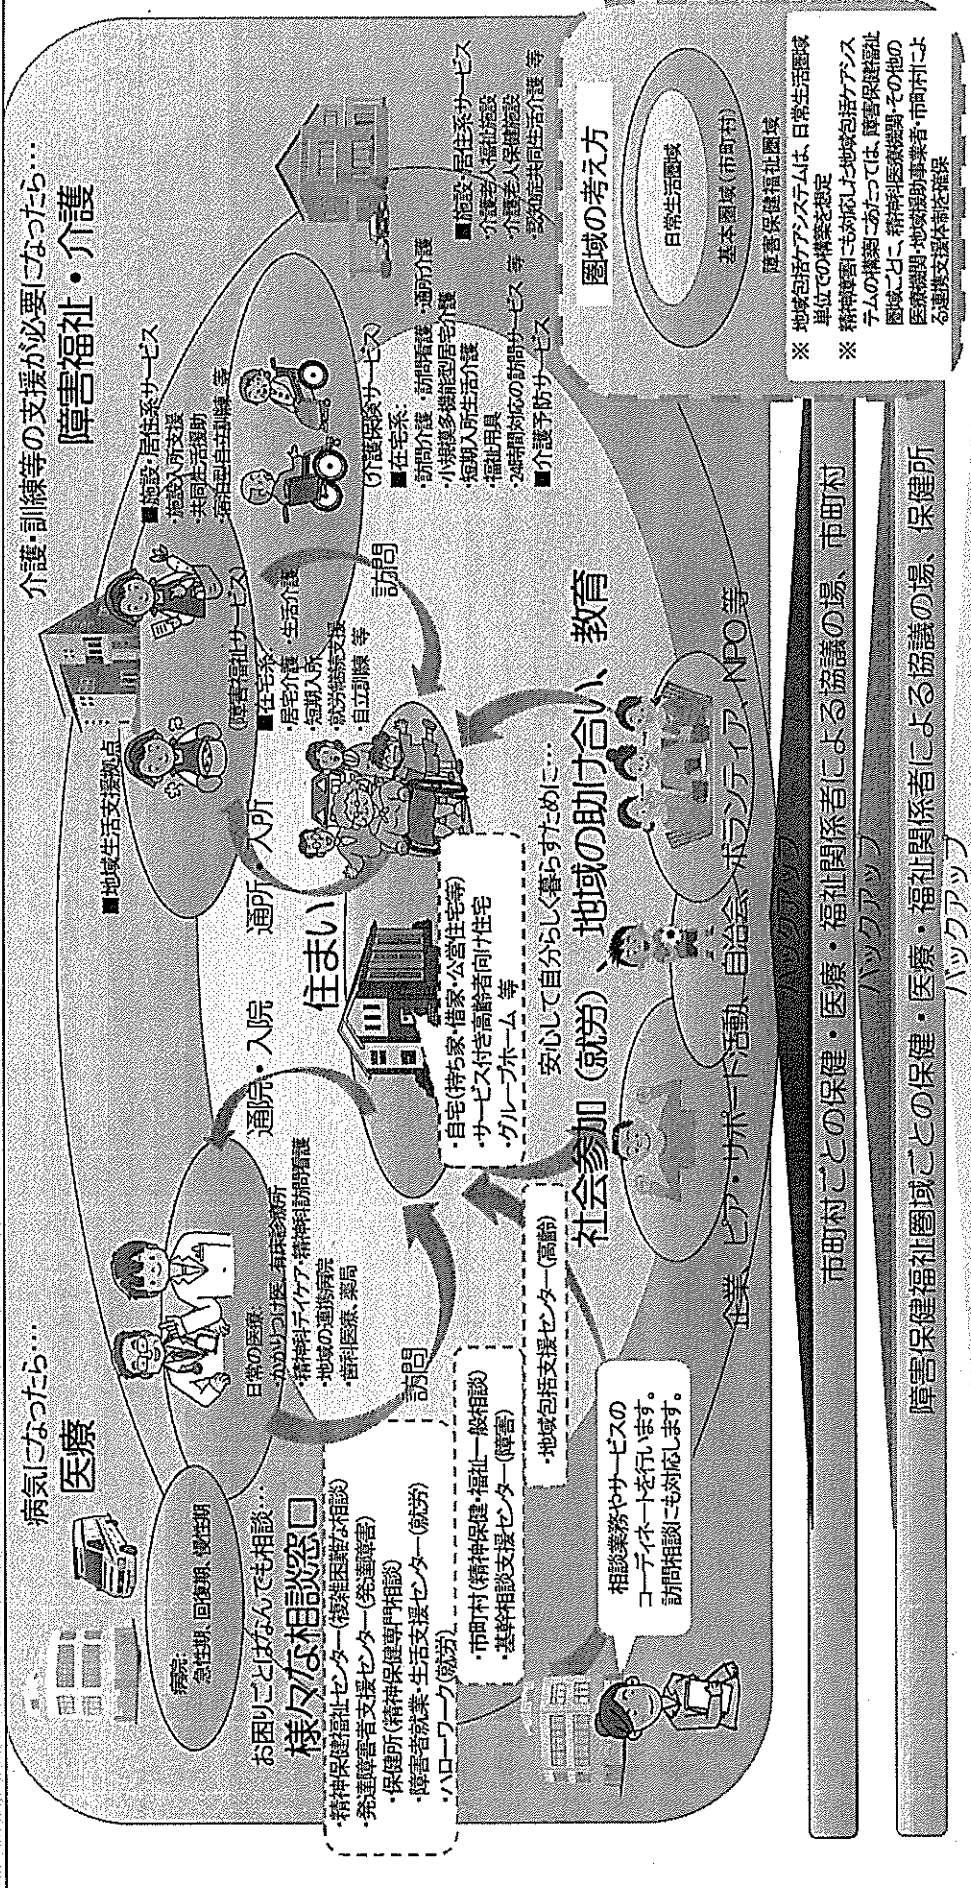 病気になったら…
医療
病院:
急性期、回復期、慢性期
日常の医療:
・かかりつけ医、有床診療所
・精神科デイケア・精神科訪問看護
・地域の連携病院
・歯科医療、薬局
通院・入院
訪問
介護・訓練等の支援が必要になったら…
障害福祉・介護
■地域生活支援拠点
(障害福祉サービス)
■在宅系:
・居宅介護 ・生活介護
・短期入所
・就労継続支援
・自立訓練 等
■施設・居住系サービス
・施設入所支援
・共同生活援助
・宿泊型自立訓練 等
(介護保険サービス)
■在宅系:
・訪問介護 ・訪問看護 ・通所介護
・小規模多機能型居宅介護
・短期入所生活介護
・福祉用具
・24時間対応の訪問サービス 等
■介護予防サービス
■施設・居住系サービス
・介護老人福祉施設
・介護老人保健施設
・認知症共同生活介護 等
通所・入所
訪問
住まい
・自宅(持ち家・借家・公営住宅等)
・サービス付き高齢者向け住宅
・グループホーム 等
お困りごとはなんでも相談…
様々な相談窓口
・精神保健福祉センター(複雑困難な相談)
・発達障害者支援センター(発達障害)
・保健所(精神保健専門相談)
・障害者就業・生活支援センター(就労)
・ハローワーク(就労)
・市町村(精神保健・福祉一般相談)
・基幹相談支援センター(障害)
・地域包括支援センター(高齢)
相談業務やサービスの
コーディネートを行います。
訪問相談にも対応します。
安心して自分らしく暮らすために…
社会参加(就労)、地域の助け合い、教育
企業、ピア・サポート活動、自治会、ボランティア、NPO等
圏域の考え方
日常生活圏域
基本圏域(市町村)
障害保健福祉圏域
※ 地域包括ケアシステムは、日常生活圏域
単位での構築を想定
※ 精神障害にも対応した地域包括ケアシス
テムの構築にあたっては、障害保健福祉
圏域ごとに、精神科医療機関・その他の
医療機関・地域援助事業者・市町村によ
る連携支援体制を確保
バックアップ
市町村ごとの保健・医療・福祉関係者による協議の場、市町村
バックアップ
障害保健福祉圏域ごとの保健・医療・福祉関係者による協議の場、保健所
バックアップ